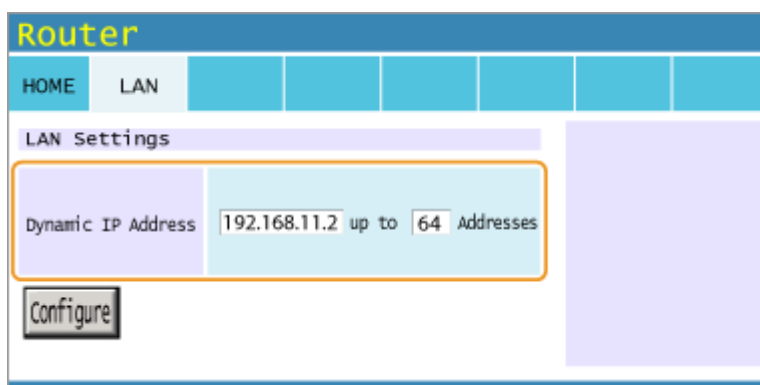 Router
HOME LAN
LAN Settings
Dynamic IP Address 192.168.11.2 up to 64 Addresses
Configure